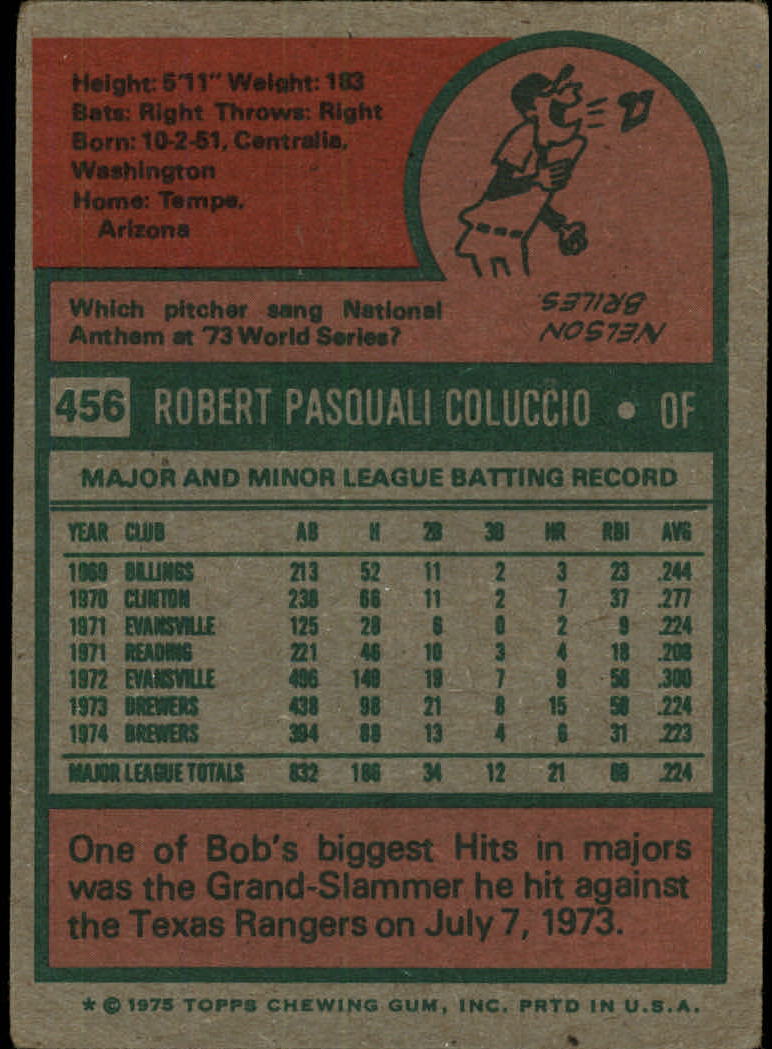 Height: 5'11" Weight: 183
Bats: Right Throws: Right
Born: 10-2-51, Centralia,
Washington
Home: Tempe,
Arizona
Which pitcher sang National
Anthem at '73 World Series?
NELSON
BRILES
456 ROBERT PASQUALI COLUCCIO • OF
MAJOR AND MINOR LEAGUE BATTING RECORD
YEAR CLUB AB H 2B 3B HR RBI AVG
1969 BILLINGS 213 52 11 2 3 23 .244
1970 CLINTON 238 66 11 2 7 37 .277
1971 EVANSVILLE 125 28 6 0 2 9 .224
1971 READING 221 46 10 3 4 18 .208
1972 EVANSVILLE 496 149 19 7 9 58 .300
1973 BREWERS 438 98 21 8 15 58 .224
1974 BREWERS 394 88 13 4 6 31 .223
MAJOR LEAGUE TOTALS 832 186 34 12 21 89 .224
One of Bob's biggest Hits in majors
was the Grand-Slammer he hit against
the Texas Rangers on July 7, 1973.
* © 1975 TOPPS CHEWING GUM, INC. PRTD IN U.S.A.